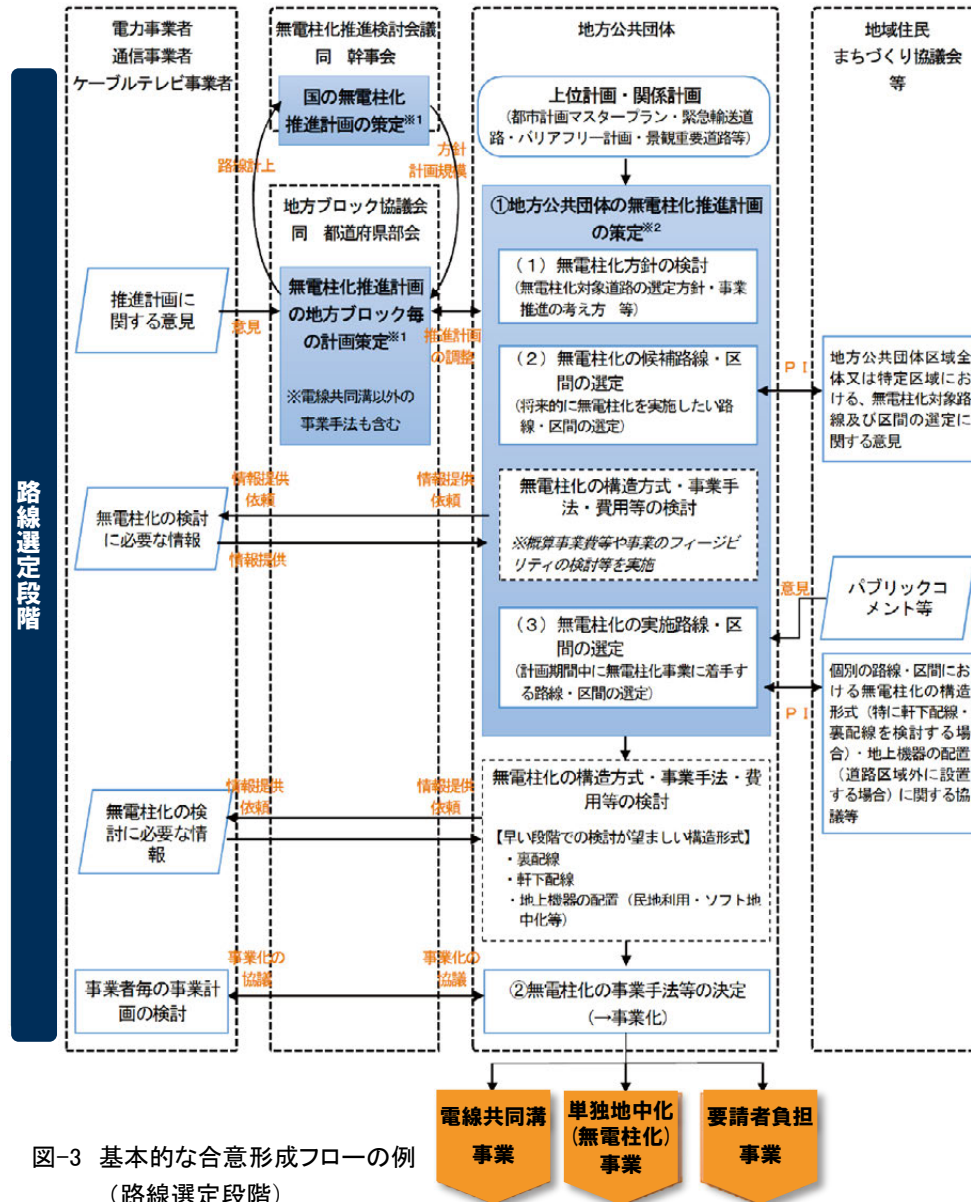 電力事業者
通信事業者
ケーブルテレビ事業者
無電柱化推進検討会議
同 幹事会
地方公共団体
地域住民
まちづくり協議会
等
路線選定段階
国の無電柱化
推進計画の策定※1
路線計上
方針
計画規模
地方ブロック協議会
同 都道府県部会
無電柱化推進計画
の地方ブロック毎
の計画策定※1
※電線共同溝以外の
事業手法も含む
推進計画に
関する意見
意見
推進計画
の調整
上位計画・関係計画
（都市計画マスタープラン・緊急輸送道
路・バリアフリー計画・景観重要道路等）
①地方公共団体の無電柱化推進計画
の策定※2
（１）無電柱化方針の検討
（無電柱化対象道路の選定方針・事業
推進の考え方 等）
（２）無電柱化の候補路線・区
間の選定
（将来的に無電柱化を実施したい路
線・区間の選定）
ＰＩ
地方公共団体区域全
体又は特定区域にお
ける、無電柱化対象路
線及び区間の選定に
関する意見
情報提供
依頼
情報提供
依頼
無電柱化の検討
に必要な情報
情報提供
無電柱化の構造方式・事業手
法・費用等の検討
※概算事業費等や事業のフィージビ
リティの検討等を実施
意見
パブリックコ
メント等
（３）無電柱化の実施路線・区
間の選定
（計画期間中に無電柱化事業に着手す
る路線・区間の選定）
ＰＩ
個別の路線・区間にお
ける無電柱化の構造
形式（特に軒下配線・
裏配線を検討する場
合）・地上機器の配置
（道路区域外に設置
する場合）に関する協
議等
情報提供
依頼
情報提供
依頼
無電柱化の検
討に必要な情
報
無電柱化の構造方式・事業手法・費
用等の検討
【早い段階での検討が望ましい構造形式】
・裏配線
・軒下配線
・地上機器の配置（民地利用・ソフト地
中化等）
事業化の
協議
事業化の
協議
事業者毎の事業計
画の検討
②無電柱化の事業手法等の決定
（→事業化）
電線共同溝
事業
単独地中化
(無電柱化)
事業
要請者負担
事業
図-3 基本的な合意形成フローの例
（路線選定段階）